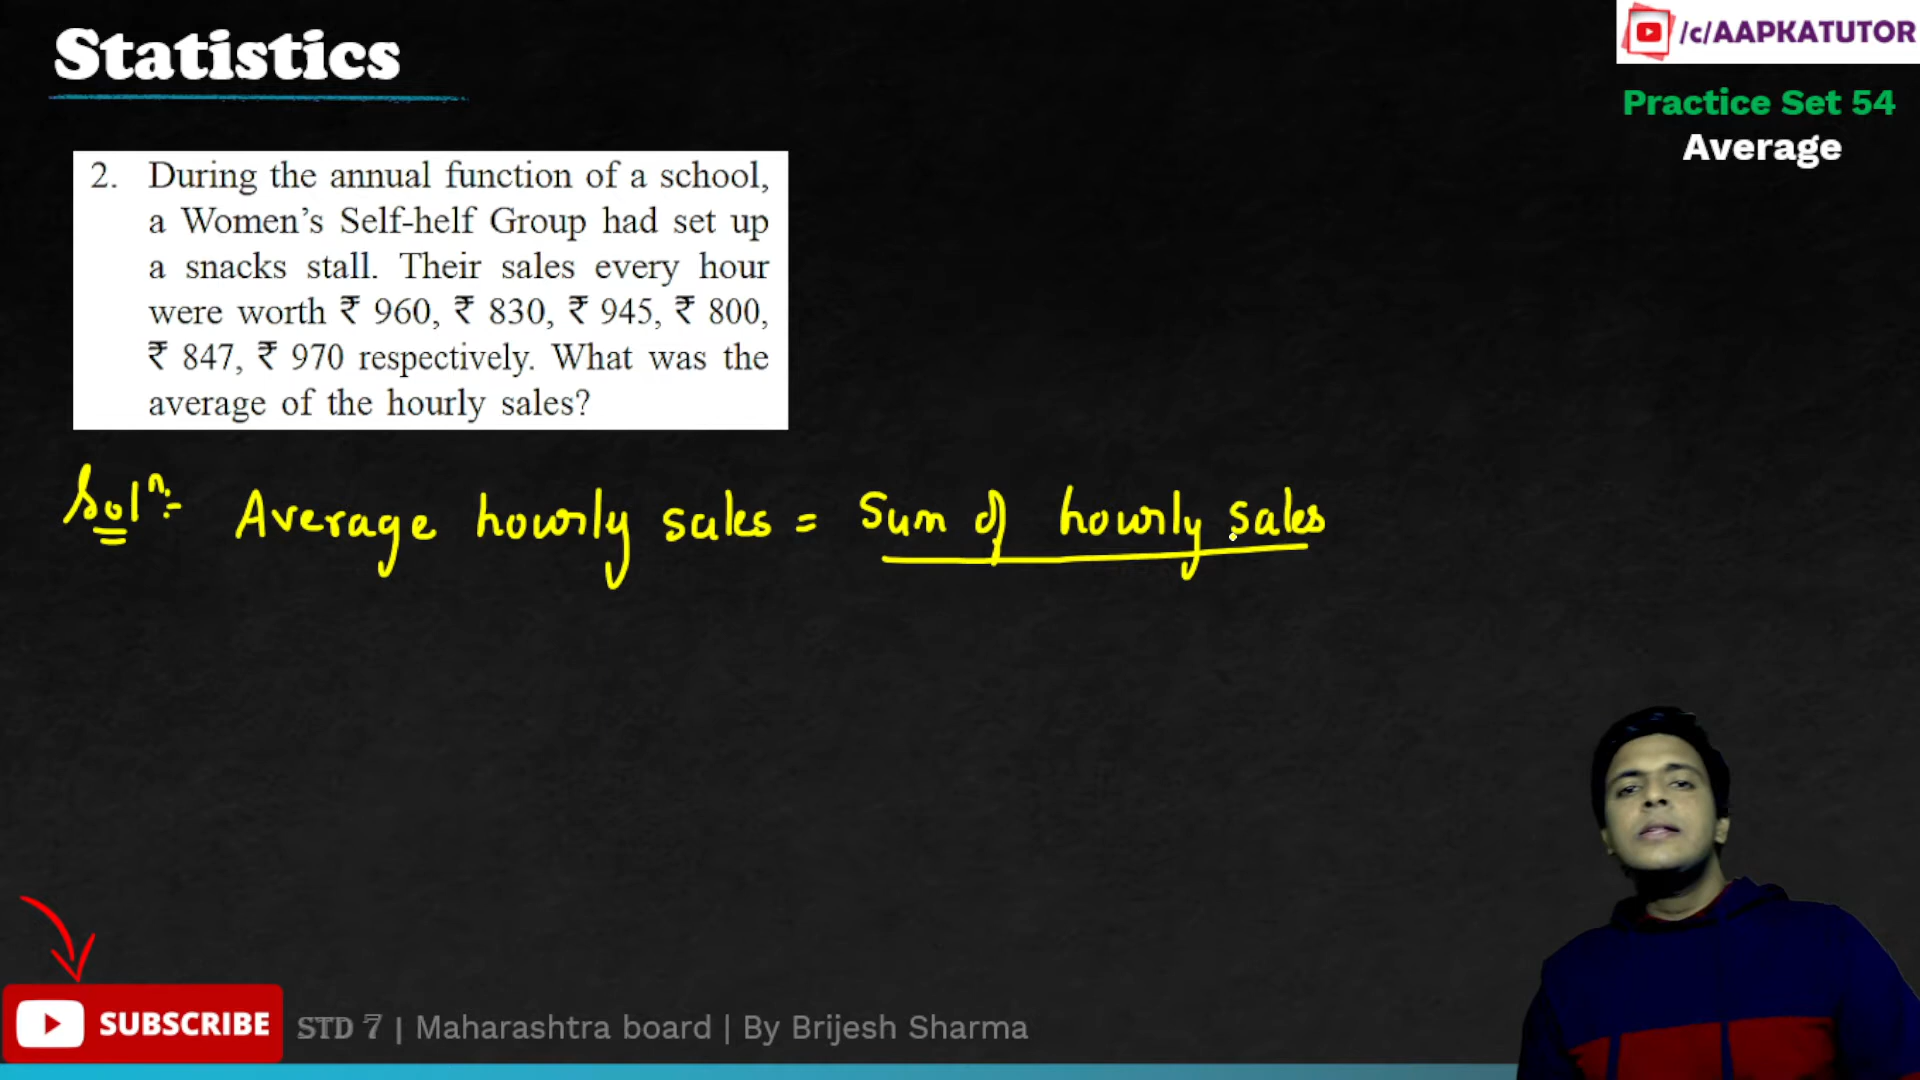 Statistics
/c/AAPKATUTOR
Practice Set 54
Average
2. During the annual function of a school,
a Women's Self-helf Group had set up
a snacks stall. Their sales every hour
were worth ₹ 960, ₹ 830, ₹ 945, ₹ 800,
₹ 847, ₹ 970 respectively. What was the
average of the hourly sales?
Solⁿ:- Average hourly sales = Sum of hourly sales
SUBSCRIBE
STD 7 | Maharashtra board | By Brijesh Sharma